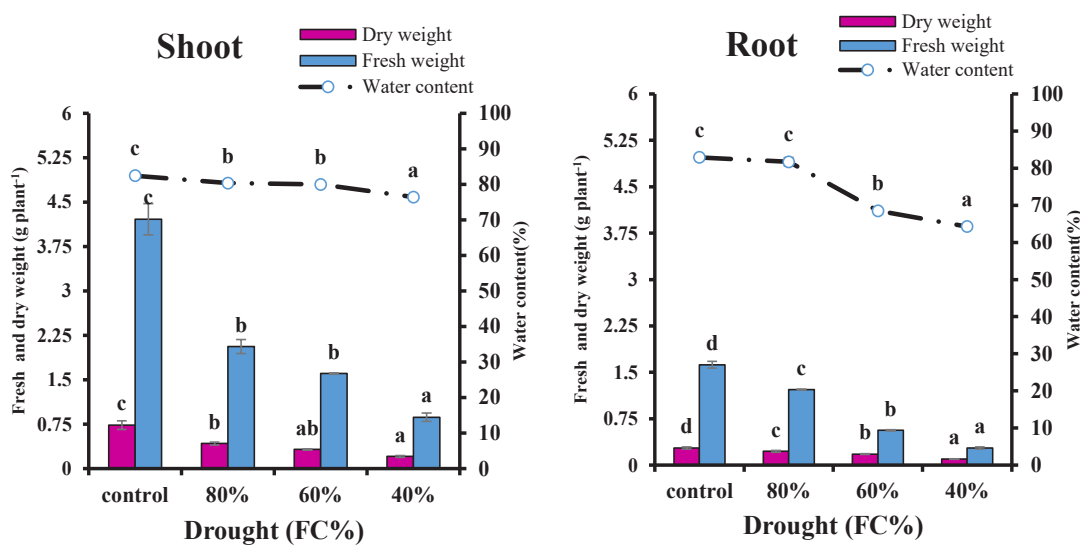 Shoot
Dry weight
Fresh weight
Water content
Fresh and dry weight (g plant⁻¹)
6
5.25
4.5
3.75
3
2.25
1.5
0.75
0
c
b
b
a
c
b
b
a
c
b
ab
a
100
90
80
70
60
50
40
30
20
10
0
Water content(%)
control 80% 60% 40%
Drought (FC%)
Root
Dry weight
Fresh weight
Water content
Fresh and dry weight (g plant⁻¹)
6
5.25
4.5
3.75
3
2.25
1.5
0.75
0
c
c
b
a
d
c
b
a
d
c
b
a
100
90
80
70
60
50
40
30
20
10
0
Water content(%)
control 80% 60% 40%
Drought (FC%)